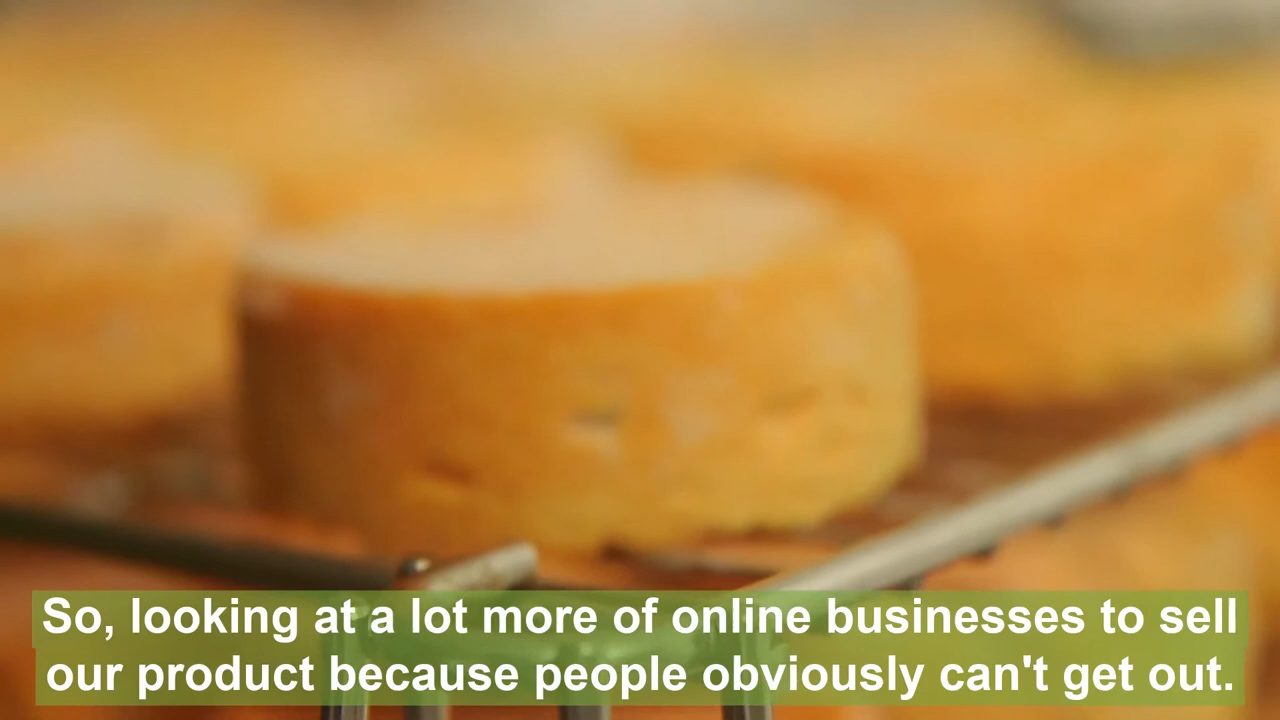 So, looking at a lot more of online businesses to sell
our product because people obviously can't get out.